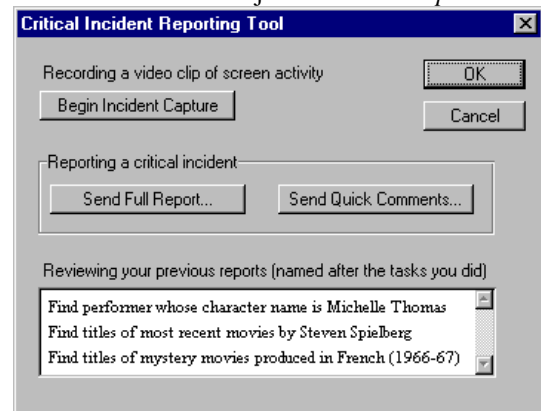 Critical Incident Reporting Tool
Recording a video clip of screen activity
OK
Begin Incident Capture
Cancel
Reporting a critical incident
Send Full Report...
Send Quick Comments...
Reviewing your previous reports (named after the tasks you did)
Find performer whose character name is Michelle Thomas
Find titles of most recent movies by Steven Spielberg
Find titles of mystery movies produced in French (1966-67)